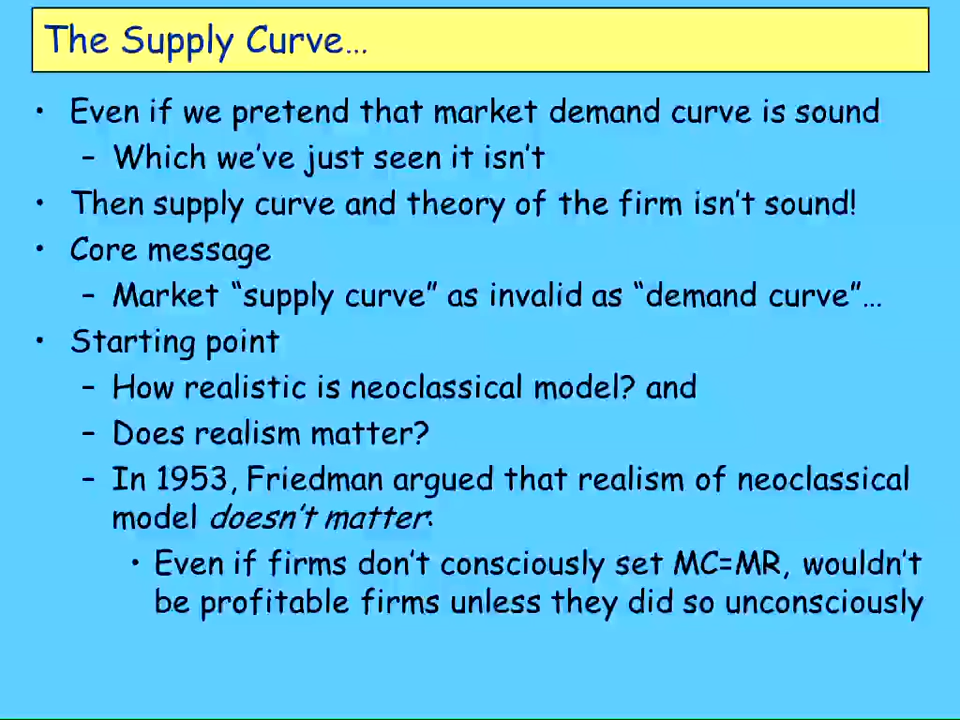 The Supply Curve…
• Even if we pretend that market demand curve is sound
– Which we've just seen it isn't
• Then supply curve and theory of the firm isn't sound!
• Core message
– Market “supply curve” as invalid as “demand curve”…
• Starting point
– How realistic is neoclassical model? and
– Does realism matter?
– In 1953, Friedman argued that realism of neoclassical
model doesn't matter:
• Even if firms don't consciously set MC=MR, wouldn't
be profitable firms unless they did so unconsciously